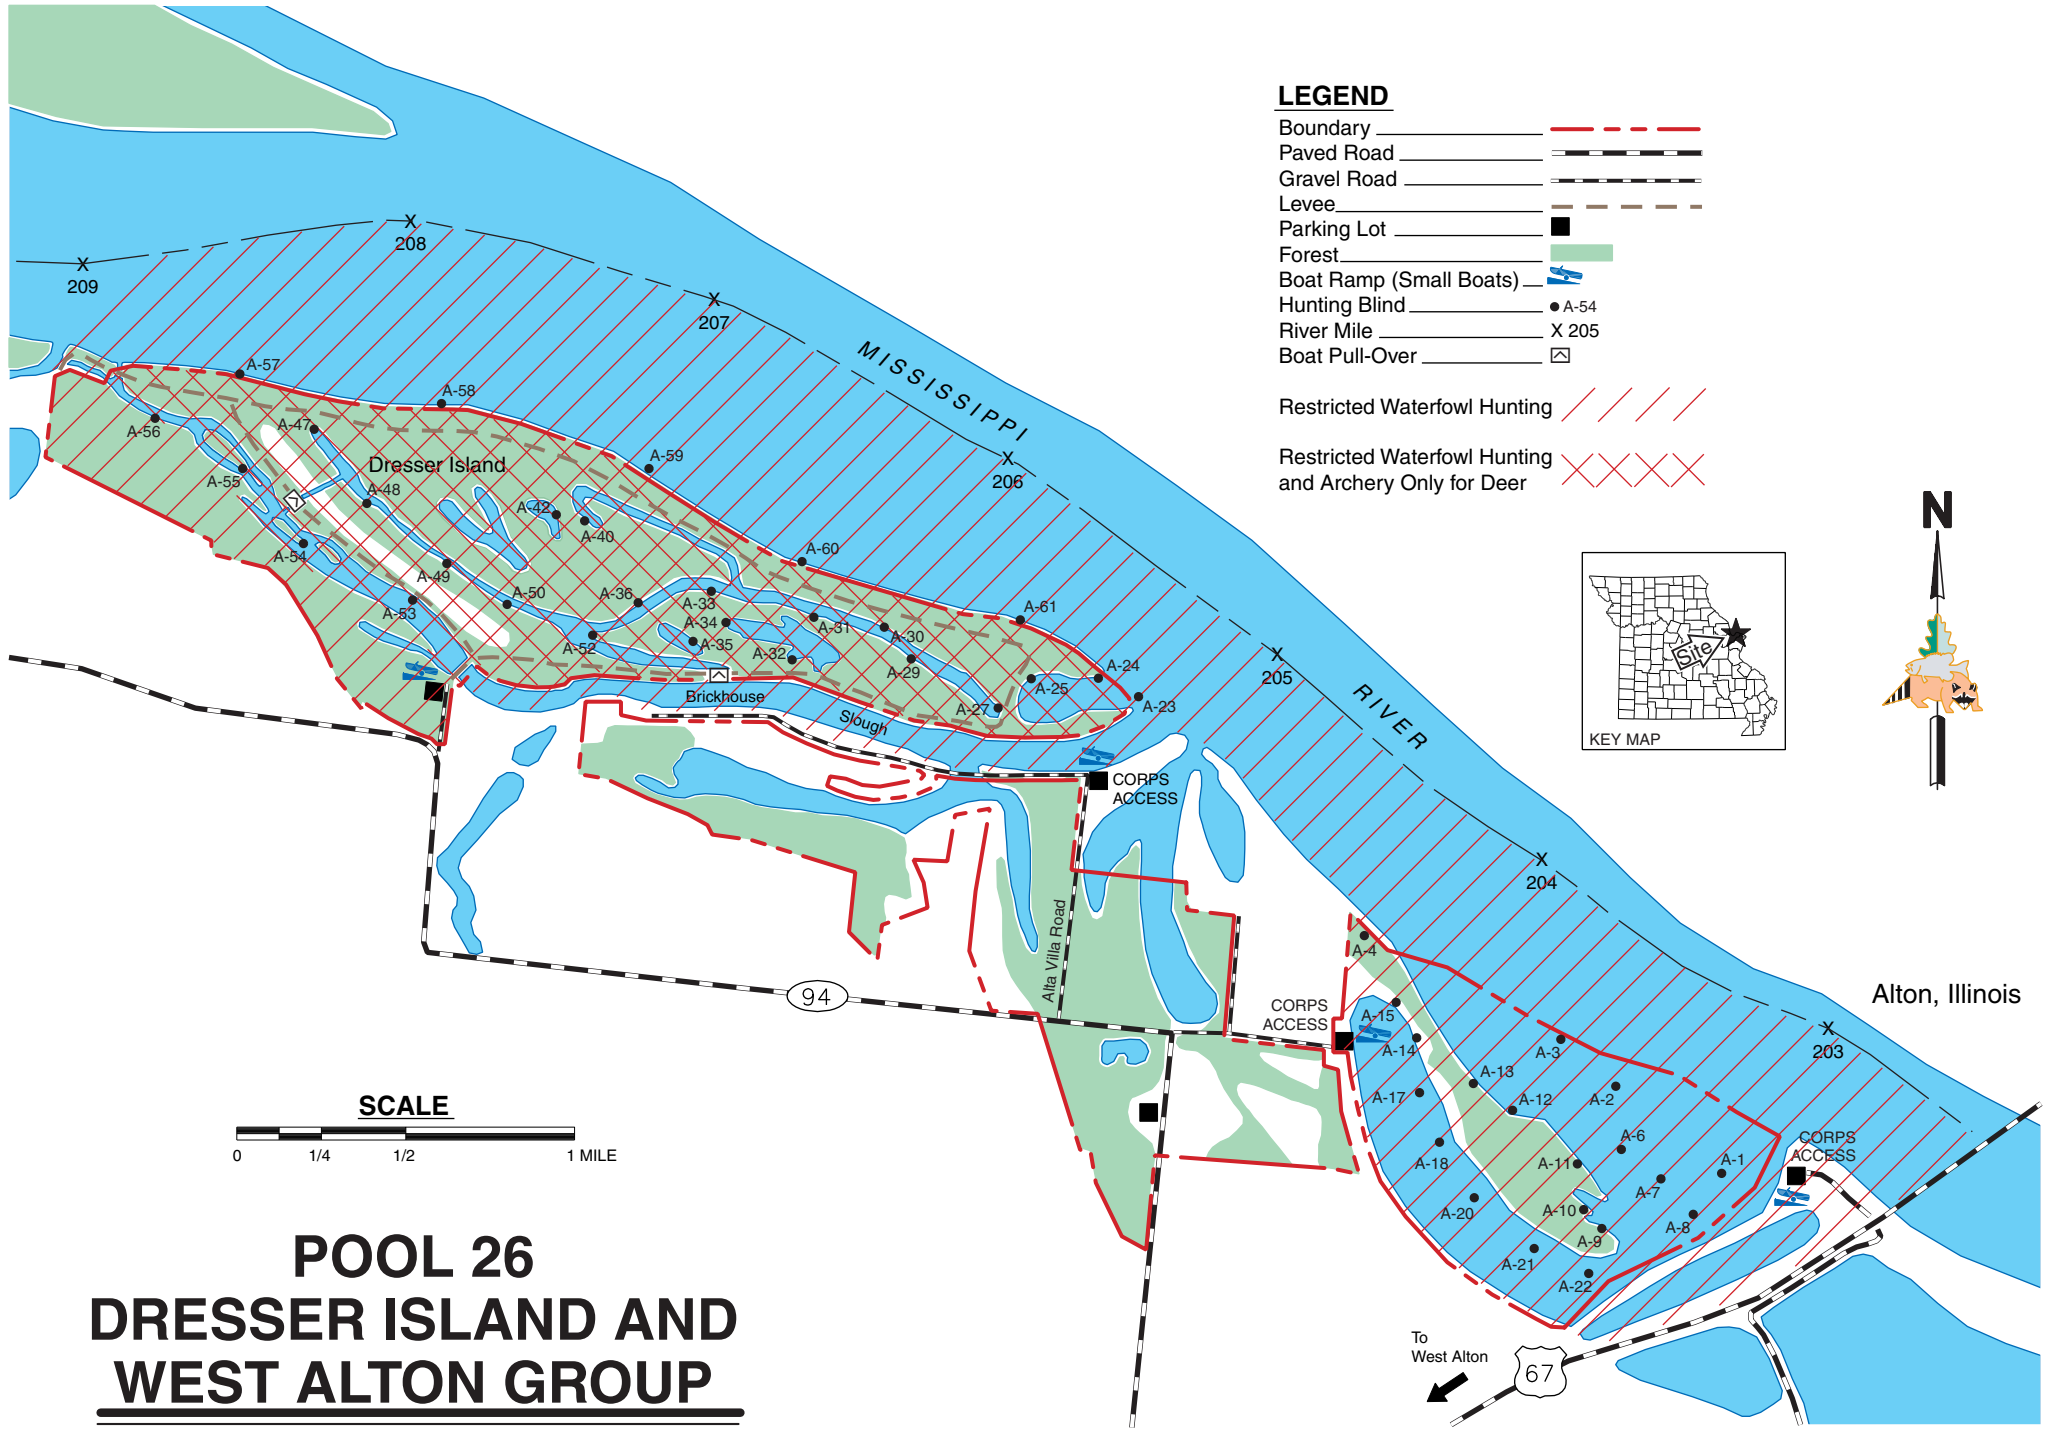 LEGEND
Boundary
Paved Road
Gravel Road
Levee
Parking Lot
Forest
Boat Ramp (Small Boats)
Hunting Blind A-54
River Mile X 205
Boat Pull-Over
Restricted Waterfowl Hunting
Restricted Waterfowl Hunting
and Archery Only for Deer
N
Site
KEY MAP
X
208
X
209
X
207
MISSISSIPPI
X
206
X
205
RIVER
X
204
X
203
Alton, Illinois
A-57
A-58
A-56
A-47
Dresser Island
A-59
A-55
A-48
A-42
A-40
A-54
A-60
A-49
A-50
A-36
A-33
A-53
A-61
A-34
A-31
A-30
A-52
A-35
A-32
A-29
A-24
A-25
A-23
A-27
Brickhouse
Slough
CORPS
ACCESS
Alta Villa Road
94
CORPS
ACCESS
A-4
A-15
A-14
A-3
A-13
A-17
A-12
A-2
A-6
A-18
A-11
A-1
A-7
A-20
A-10
A-8
A-9
A-21
A-22
CORPS
ACCESS
To
West Alton
67
SCALE
0 1/4 1/2 1 MILE
POOL 26
DRESSER ISLAND AND
WEST ALTON GROUP